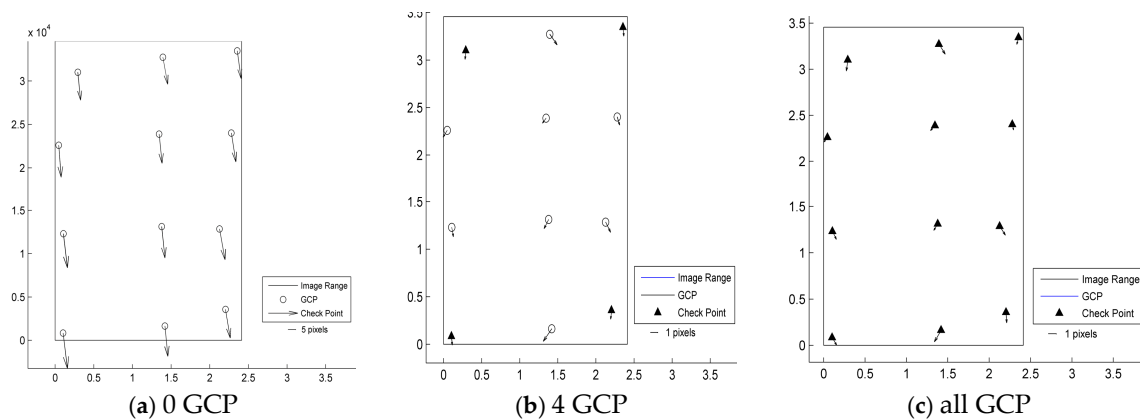 x 10⁴
3
2.5
2
1.5
1
0.5
0
0 0.5 1 1.5 2 2.5 3 3.5
Image Range
GCP
Check Point
5 pixels
(a) 0 GCP
3.5
3
2.5
2
1.5
1
0.5
0
0 0.5 1 1.5 2 2.5 3 3.5
Image Range
GCP
Check Point
1 pixels
(b) 4 GCP
3.5
3
2.5
2
1.5
1
0.5
0
0 0.5 1 1.5 2 2.5 3 3.5
Image Range
GCP
Check Point
1 pixels
(c) all GCP